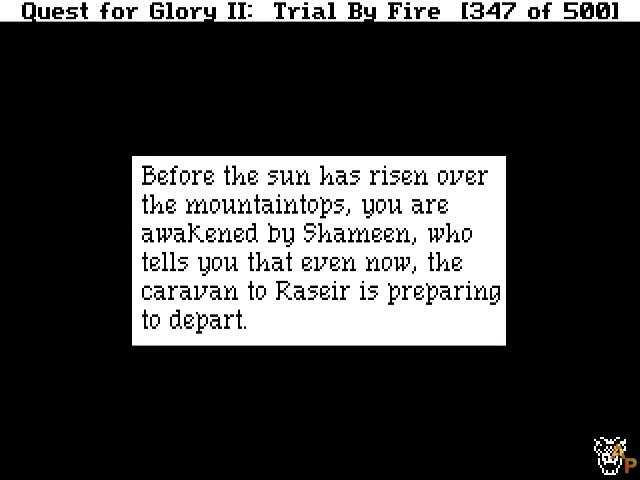 Quest for Glory II: Trial By Fire [347 of 500]
Before the sun has risen over
the mountaintops, you are
awakened by Shameen, who
tells you that even now, the
caravan to Raseir is preparing
to depart.
AP